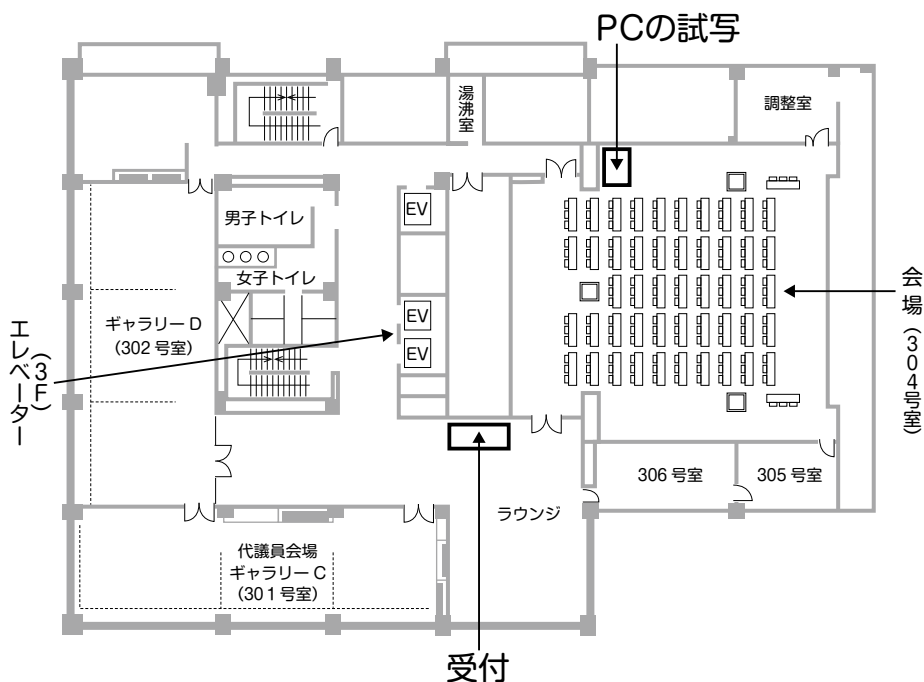 PCの試写
湯沸室
調整室
EV
男子トイレ
女子トイレ
EV
EV
エレベーター
(3F)
ギャラリーD
(302号室)
会場(304号室)
306号室
305号室
ラウンジ
代議員会場
ギャラリーC
(301号室)
受付